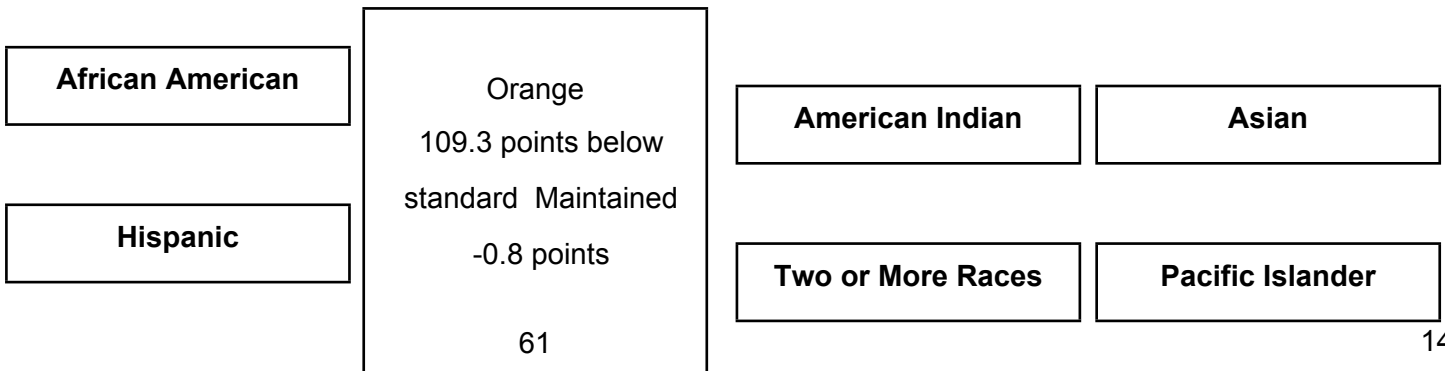 African American
Hispanic
Orange
109.3 points below
standard Maintained
-0.8 points
61
American Indian
Asian
Two or More Races
Pacific Islander
14